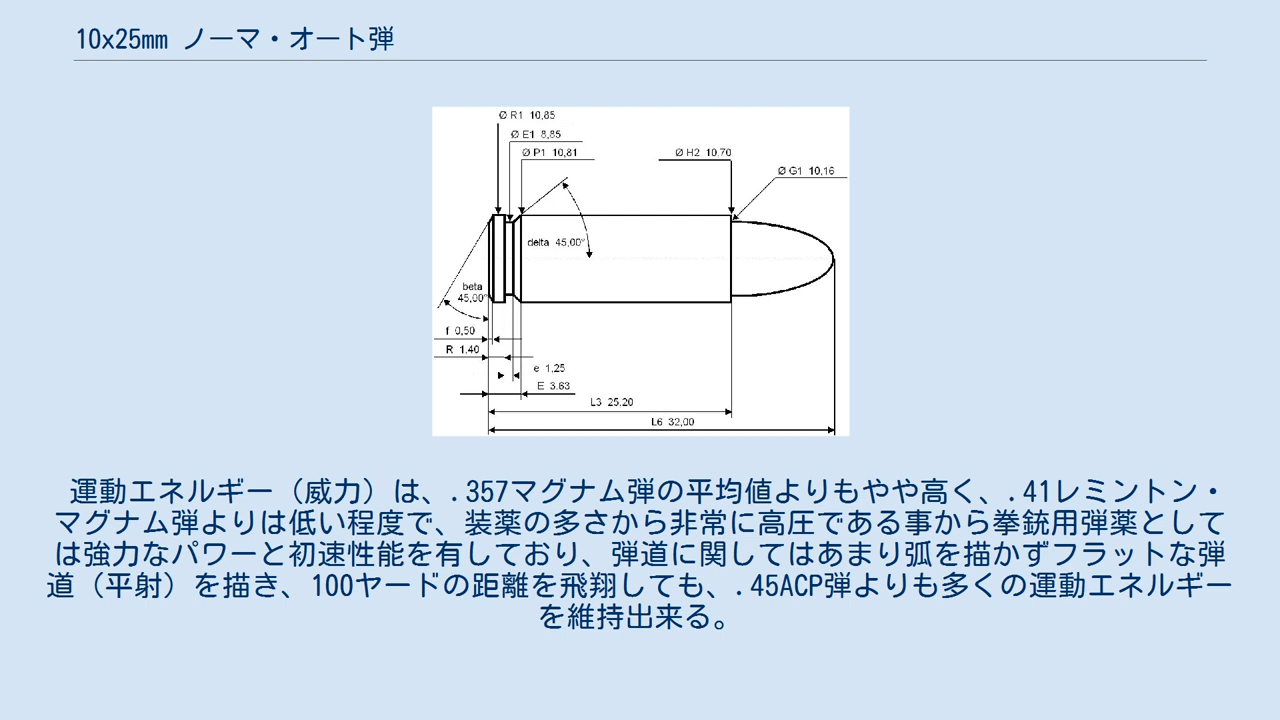 10x25mm ノーマ・オート弾
Ø R1 10,85
Ø E1 8,85
Ø P1 10,81
Ø H2 10,70
Ø G1 10,16
delta 45,00°
beta
45,00°
f 0,50
R 1,40
e 1,25
E 3,63
L3 25,20
L6 32,00
運動エネルギー（威力）は、.357マグナム弾の平均値よりもやや高く、.41レミントン・
マグナム弾よりは低い程度で、装薬の多さから非常に高圧である事から拳銃用弾薬として
は強力なパワーと初速性能を有しており、弾道に関してはあまり弧を描かずフラットな弾
道（平射）を描き、100ヤードの距離を飛翔しても、.45ACP弾よりも多くの運動エネルギー
を維持出来る。